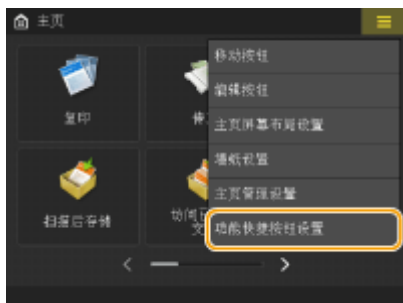 主页
移动按钮
编辑按钮
主页屏幕布局设置
墙纸设置
主页管理设置
功能快捷按钮设置
复印
扫描后存储
访问